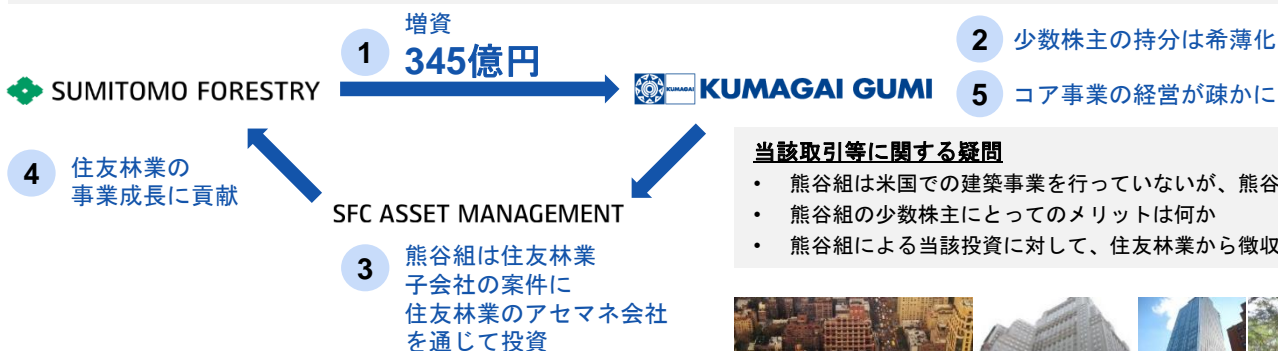 1
増資
345億円
2 少数株主の持分は希薄化
SUMITOMO FORESTRY
KUMAGAI
KUMAGAI GUMI
5 コア事業の経営が疎かに
4
住友林業の
事業成長に貢献
SFC ASSET MANAGEMENT
3
熊谷組は住友林業
子会社の案件に
住友林業のアセマネ会社
を通じて投資
当該取引等に関する疑問
• 熊谷組は米国での建築事業を行っていないが、熊谷
• 熊谷組の少数株主にとってのメリットは何か
• 熊谷組による当該投資に対して、住友林業から徴収